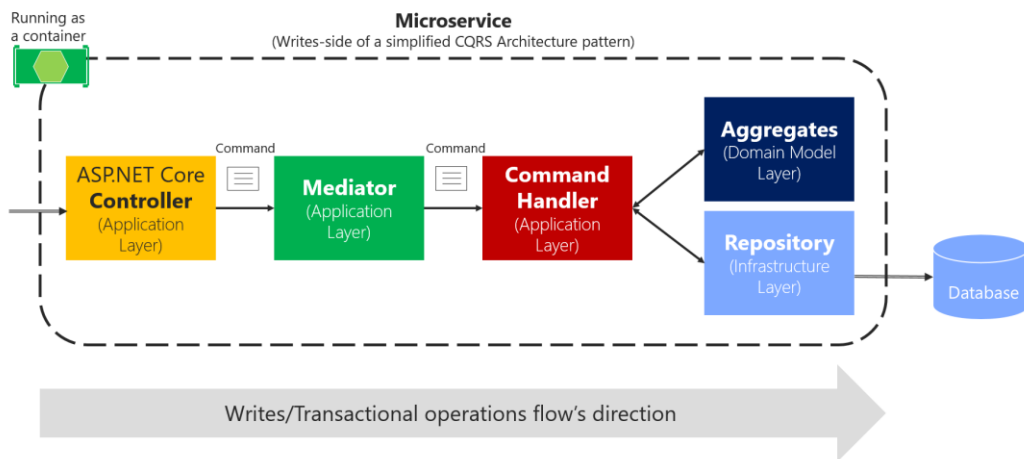 Running as
a container
Microservice
(Writes-side of a simplified CQRS Architecture pattern)
ASP.NET Core
Controller
(Application
Layer)
Command
Mediator
(Application
Layer)
Command
Command
Handler
(Application
Layer)
Aggregates
(Domain Model
Layer)
Repository
(Infrastructure
Layer)
Database
Writes/Transactional operations flow's direction